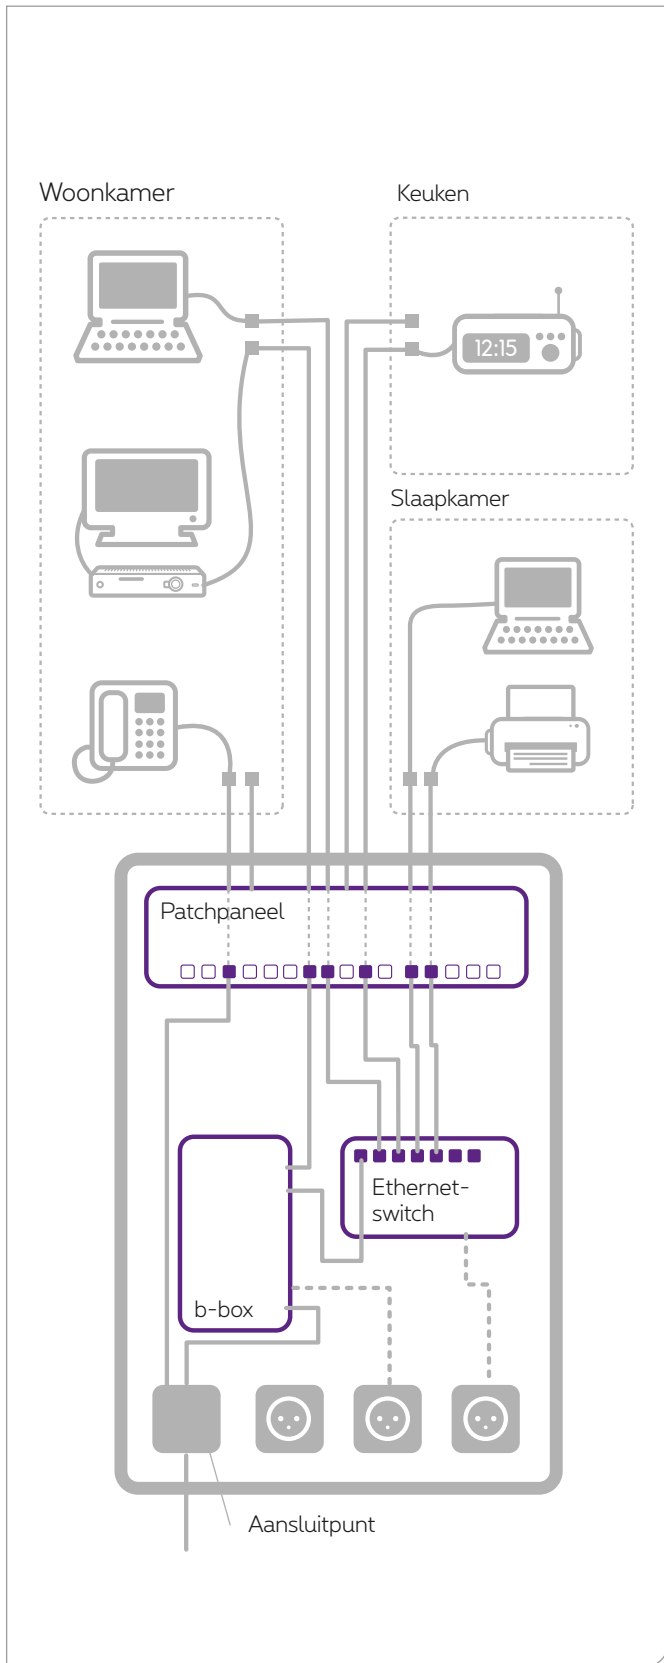 Woonkamer
Keuken
12:15
Slaapkamer
Patchpaneel
Ethernet-
switch
b-box
Aansluitpunt